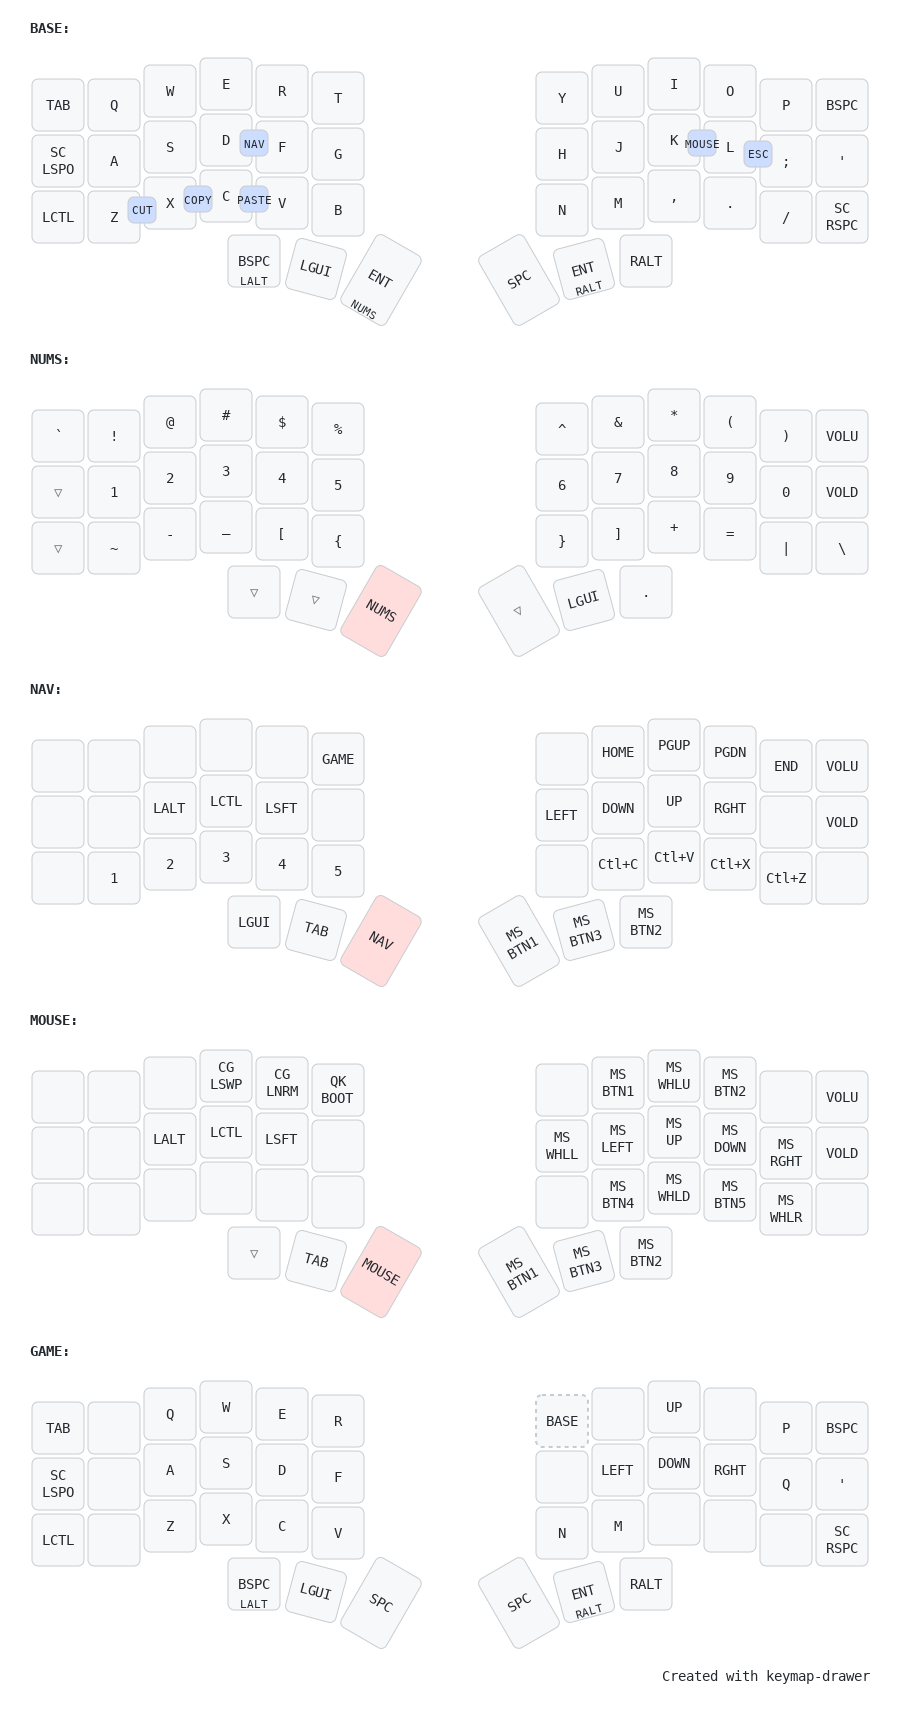 BASE:
TAB Q W E R T Y U I O P BSPC
SC LSPO A S D NAV F G H J K MOUSE L ESC ; '
LCTL Z CUT X COPY C PASTE V B N M , . / SC RSPC
BSPC LALT LGUI ENT NUMS SPC ENT RALT RALT
NUMS:
` ! @ # $ % ^ & * ( ) VOLU
▽ 1 2 3 4 5 6 7 8 9 0 VOLD
▽ ~ - – [ { } ] + = | \
▽ ▽ NUMS ▽ LGUI .
NAV:
GAME HOME PGUP PGDN END VOLU
LALT LCTL LSFT LEFT DOWN UP RGHT VOLD
1 2 3 4 5 Ctl+C Ctl+V Ctl+X Ctl+Z
LGUI TAB NAV MS BTN1 MS BTN3 MS BTN2
MOUSE:
CG LSWP CG LNRM QK BOOT MS BTN1 MS WHLU MS BTN2 VOLU
LALT LCTL LSFT MS WHLL MS LEFT MS UP MS DOWN MS RGHT VOLD
MS BTN4 MS WHLD MS BTN5 MS WHLR
▽ TAB MOUSE MS BTN1 MS BTN3 MS BTN2
GAME:
TAB Q W E R BASE UP P BSPC
SC LSPO A S D F LEFT DOWN RGHT Q '
LCTL Z X C V N M SC RSPC
BSPC LALT LGUI SPC SPC ENT RALT RALT
Created with keymap-drawer